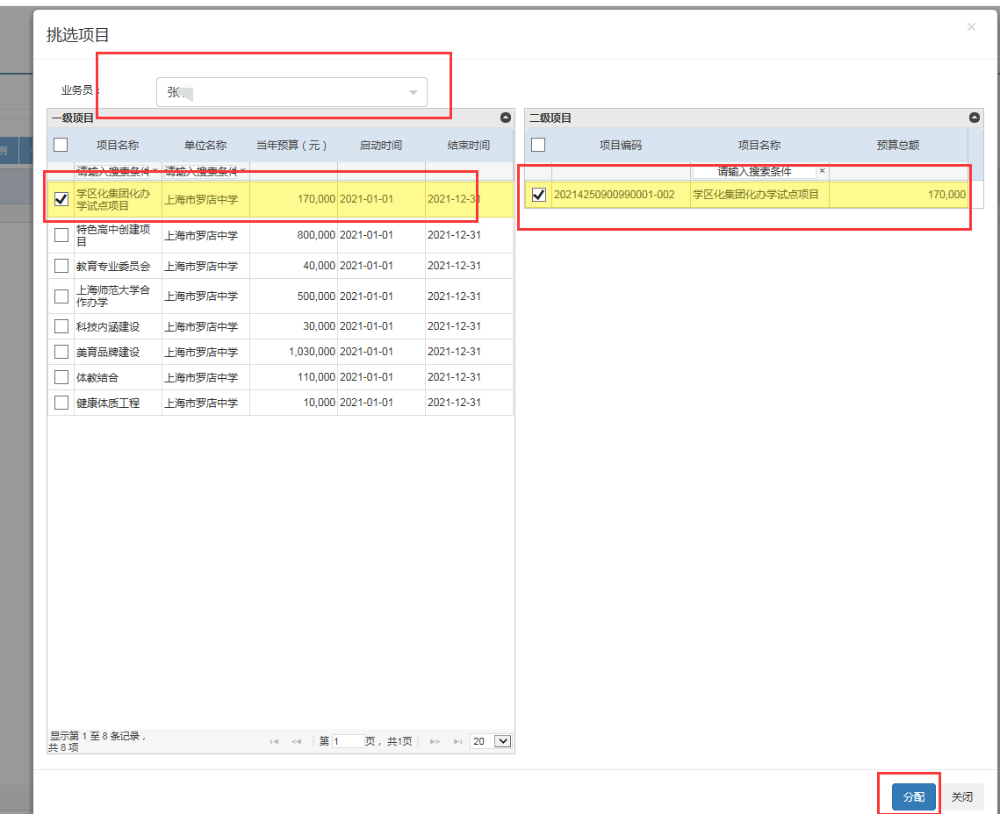 挑选项目
×
业务员：
张
一级项目
项目名称 单位名称 当年预算（元） 启动时间 结束时间
请输入搜索条件 × 请输入搜索条件 ×
学区化集团化办
学试点项目 上海市罗店中学 170,000 2021-01-01 2021-12-31
特色高中创建项
目 上海市罗店中学 800,000 2021-01-01 2021-12-31
教育专业委员会 上海市罗店中学 40,000 2021-01-01 2021-12-31
上海师范大学合
作办学 上海市罗店中学 500,000 2021-01-01 2021-12-31
科技内涵建设 上海市罗店中学 30,000 2021-01-01 2021-12-31
美育品牌建设 上海市罗店中学 1,030,000 2021-01-01 2021-12-31
体教结合 上海市罗店中学 110,000 2021-01-01 2021-12-31
健康体质工程 上海市罗店中学 10,000 2021-01-01 2021-12-31
显示第 1 至 8 条记录，
共 8 项
第 1 页，共1页
20
二级项目
项目编码 项目名称 预算总额
请输入搜索条件 ×
20214250900990001-002 学区化集团化办学试点项目 170,000
分配 关闭
例